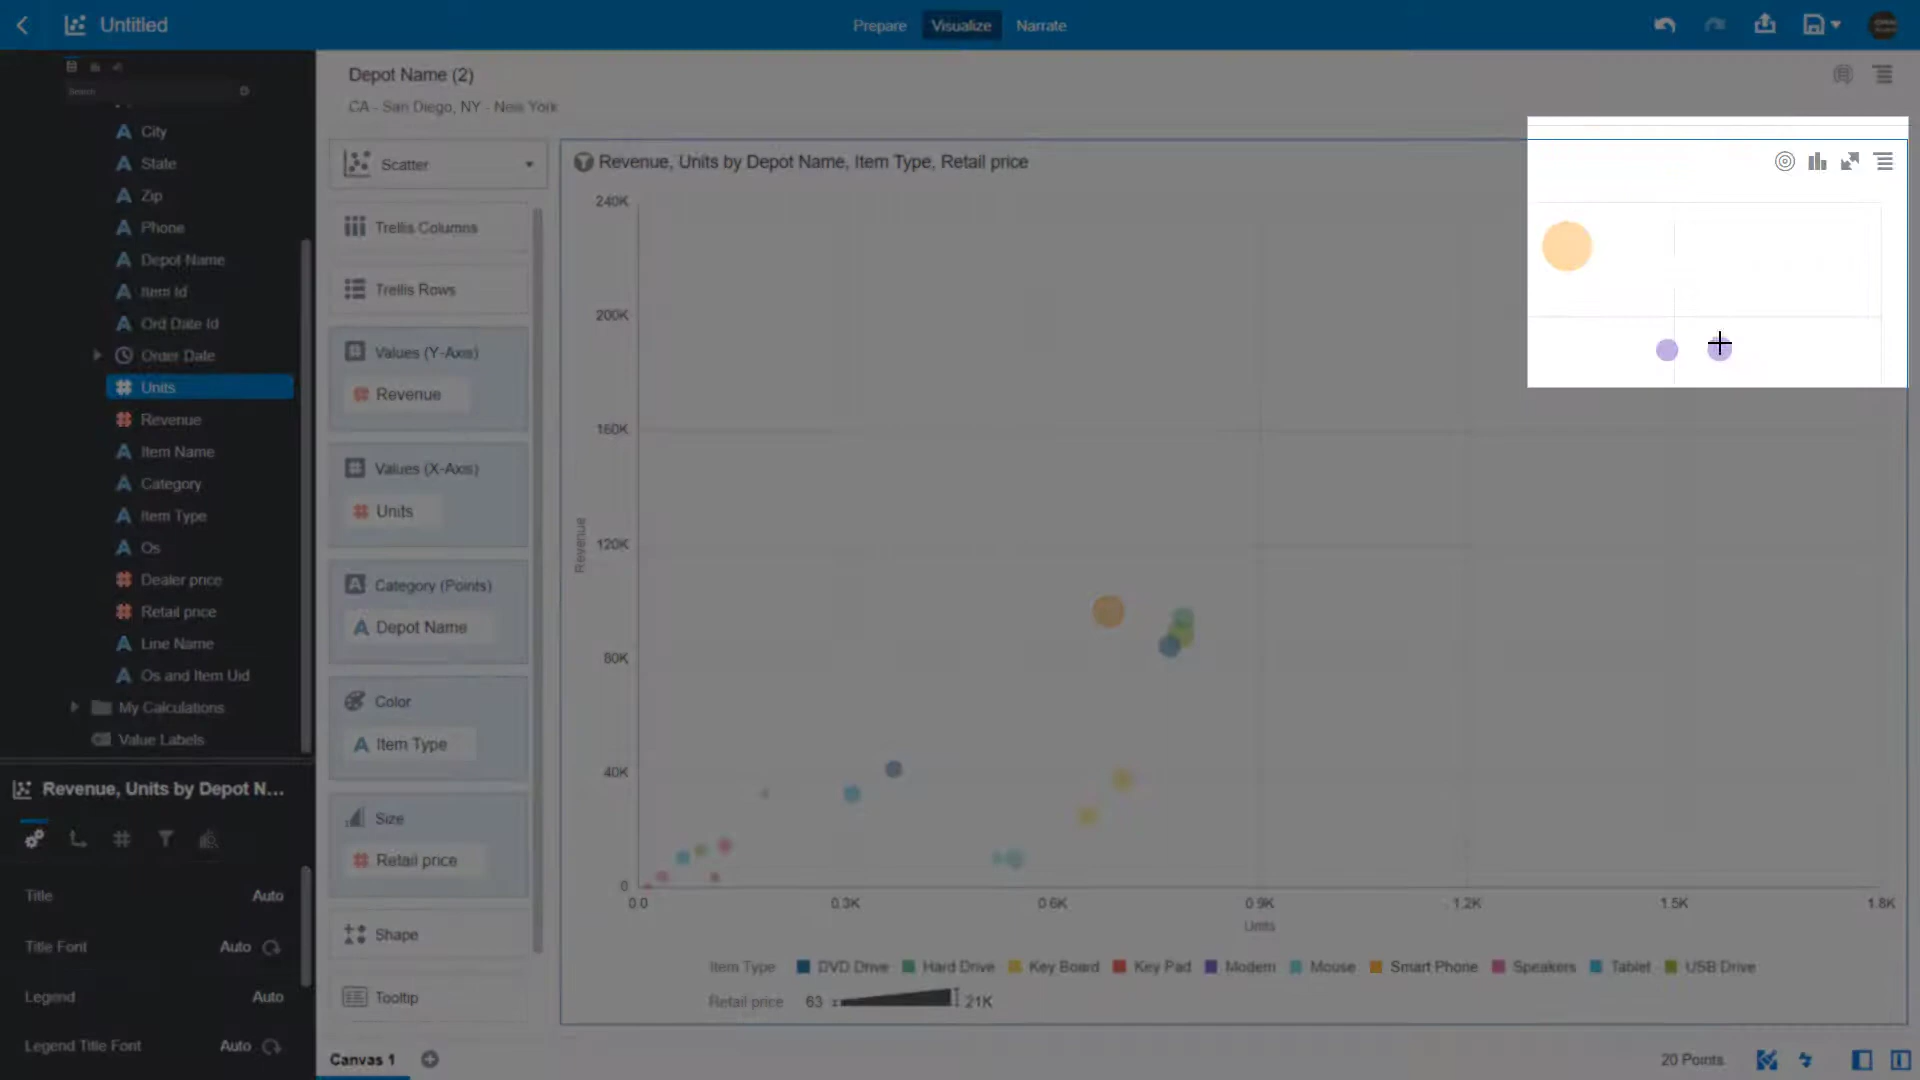 Untitled
Prepare
Visualize
Narrate
Search
City
State
Zip
Phone
Depot Name
Item Id
Ord Date Id
Order Date
Units
Revenue
Item Name
Category
Item Type
Os
Dealer price
Retail price
Line Name
Os and Item Uid
My Calculations
Value Labels
Revenue, Units by Depot N...
Title Auto
Title Font Auto
Legend Auto
Legend Title Font Auto
Depot Name (2)
CA - San Diego, NY - New York
Scatter
Trellis Columns
Trellis Rows
Values (Y-Axis)
Revenue
Values (X-Axis)
Units
Category (Points)
Depot Name
Color
Item Type
Size
Retail price
Shape
Tooltip
Revenue, Units by Depot Name, Item Type, Retail price
240K
200K
160K
120K
80K
40K
0
Revenue
0.0 0.3K 0.6K 0.9K 1.2K 1.5K 1.8K
Units
Item Type DVD Drive Hard Drive Key Board Key Pad Modem Mouse Smart Phone Speakers Tablet USB Drive
Retail price 63 21K
Canvas 1
20 Points